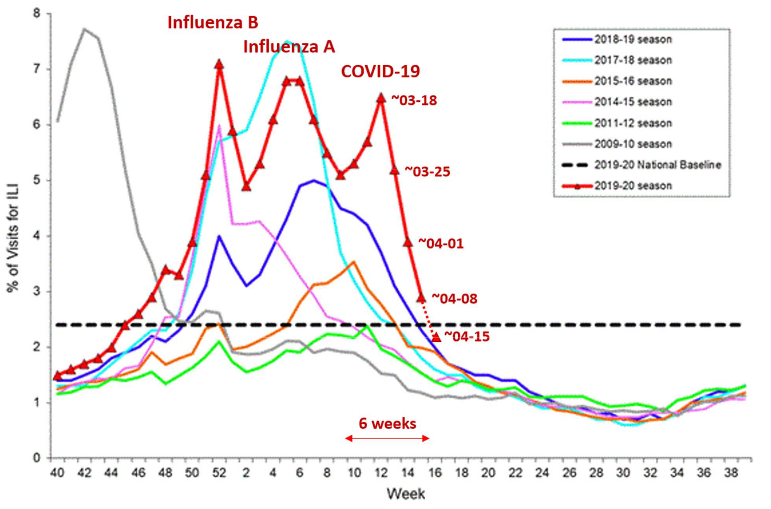 Influenza B
Influenza A
COVID-19
~03-18
~03-25
~04-01
~04-08
~04-15
6 weeks
2018-19 season
2017-18 season
2015-16 season
2014-15 season
2011-12 season
2009-10 season
2019-20 National Baseline
2019-20 season
% of Visits for ILI
8
7
6
5
4
3
2
1
0
40 42 44 46 48 50 52 2 4 6 8 10 12 14 16 18 20 22 24 26 28 30 32 34 36 38
Week